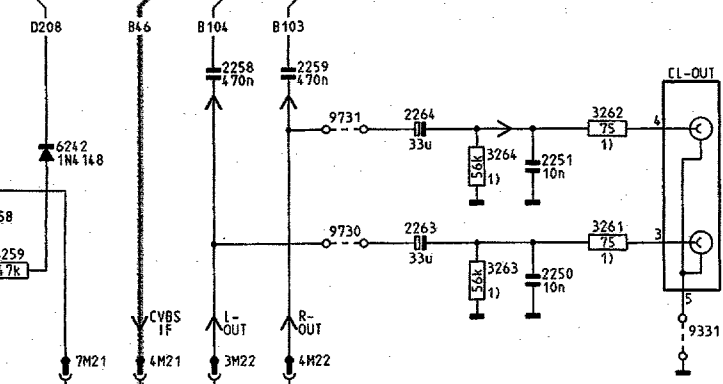 D208
B46
B104
B103
2258
470n
2259
470n
CL-OUT
9731
2264
33u
3262
75
1)
4
6242
1N4148
56k
3264
1)
2251
10n
58
9730
2263
33u
3261
75
1)
3
259
47k
56k
3263
1)
2250
10n
5
CVBS
IF
L-
OUT
R-
OUT
9331
7M21
4M21
3M22
4M22